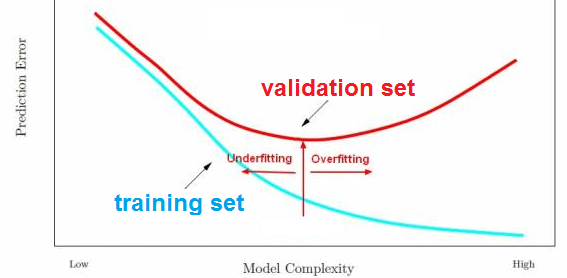 Prediction Error
validation set
Underfitting
Overfitting
training set
Low
High
Model Complexity